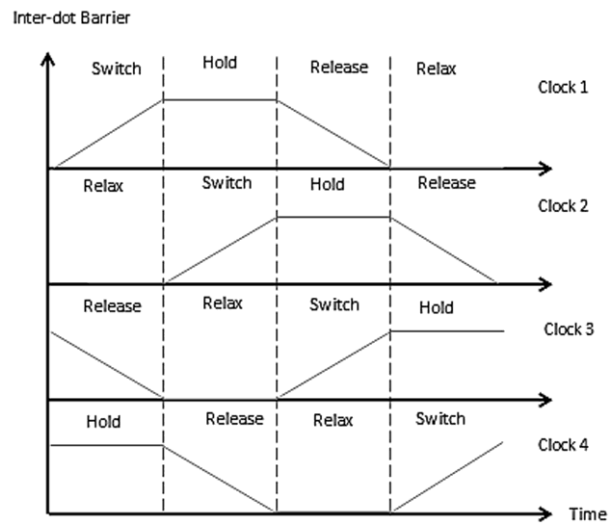 Inter-dot Barrier
Switch Hold Release Relax
Clock 1
Relax Switch Hold Release
Clock 2
Release Relax Switch Hold
Clock 3
Hold Release Relax Switch
Clock 4
Time